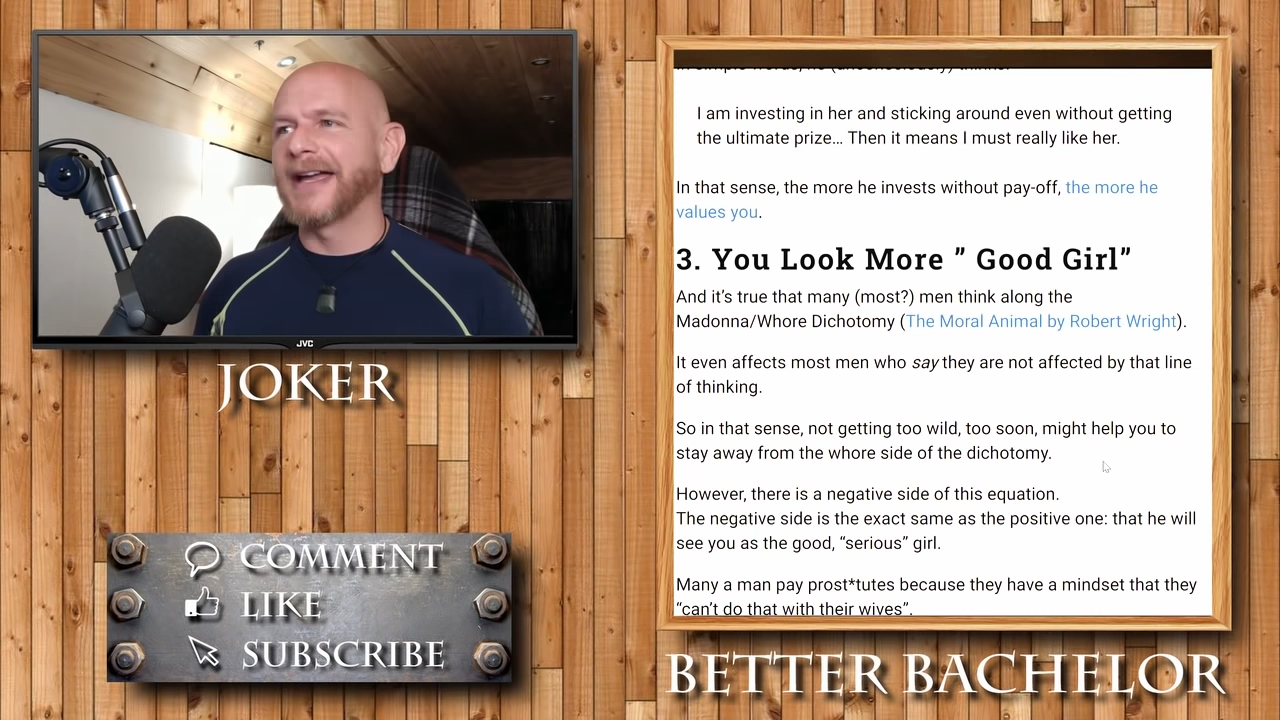 I am investing in her and sticking around even without getting
the ultimate prize… Then it means I must really like her.
In that sense, the more he invests without pay-off, the more he
values you.
3. You Look More ” Good Girl”
And it’s true that many (most?) men think along the
Madonna/Whore Dichotomy (The Moral Animal by Robert Wright).
It even affects most men who say they are not affected by that line
of thinking.
So in that sense, not getting too wild, too soon, might help you to
stay away from the whore side of the dichotomy.
However, there is a negative side of this equation.
The negative side is the exact same as the positive one: that he will
see you as the good, “serious” girl.
Many a man pay prost*tutes because they have a mindset that they
“can’t do that with their wives”.
JVC
JOKER
COMMENT
LIKE
SUBSCRIBE
BETTER BACHELOR